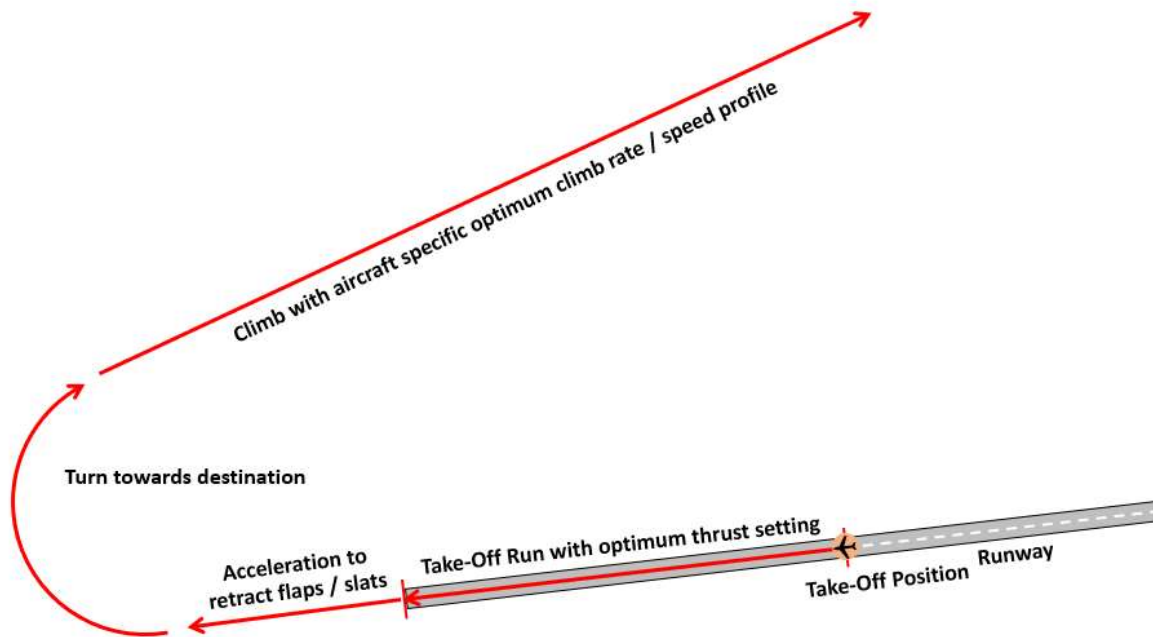 Climb with aircraft specific optimum climb rate / speed profile
Turn towards destination
Take-Off Run with optimum thrust setting
Acceleration to
retract flaps / slats
Runway
Take-Off Position